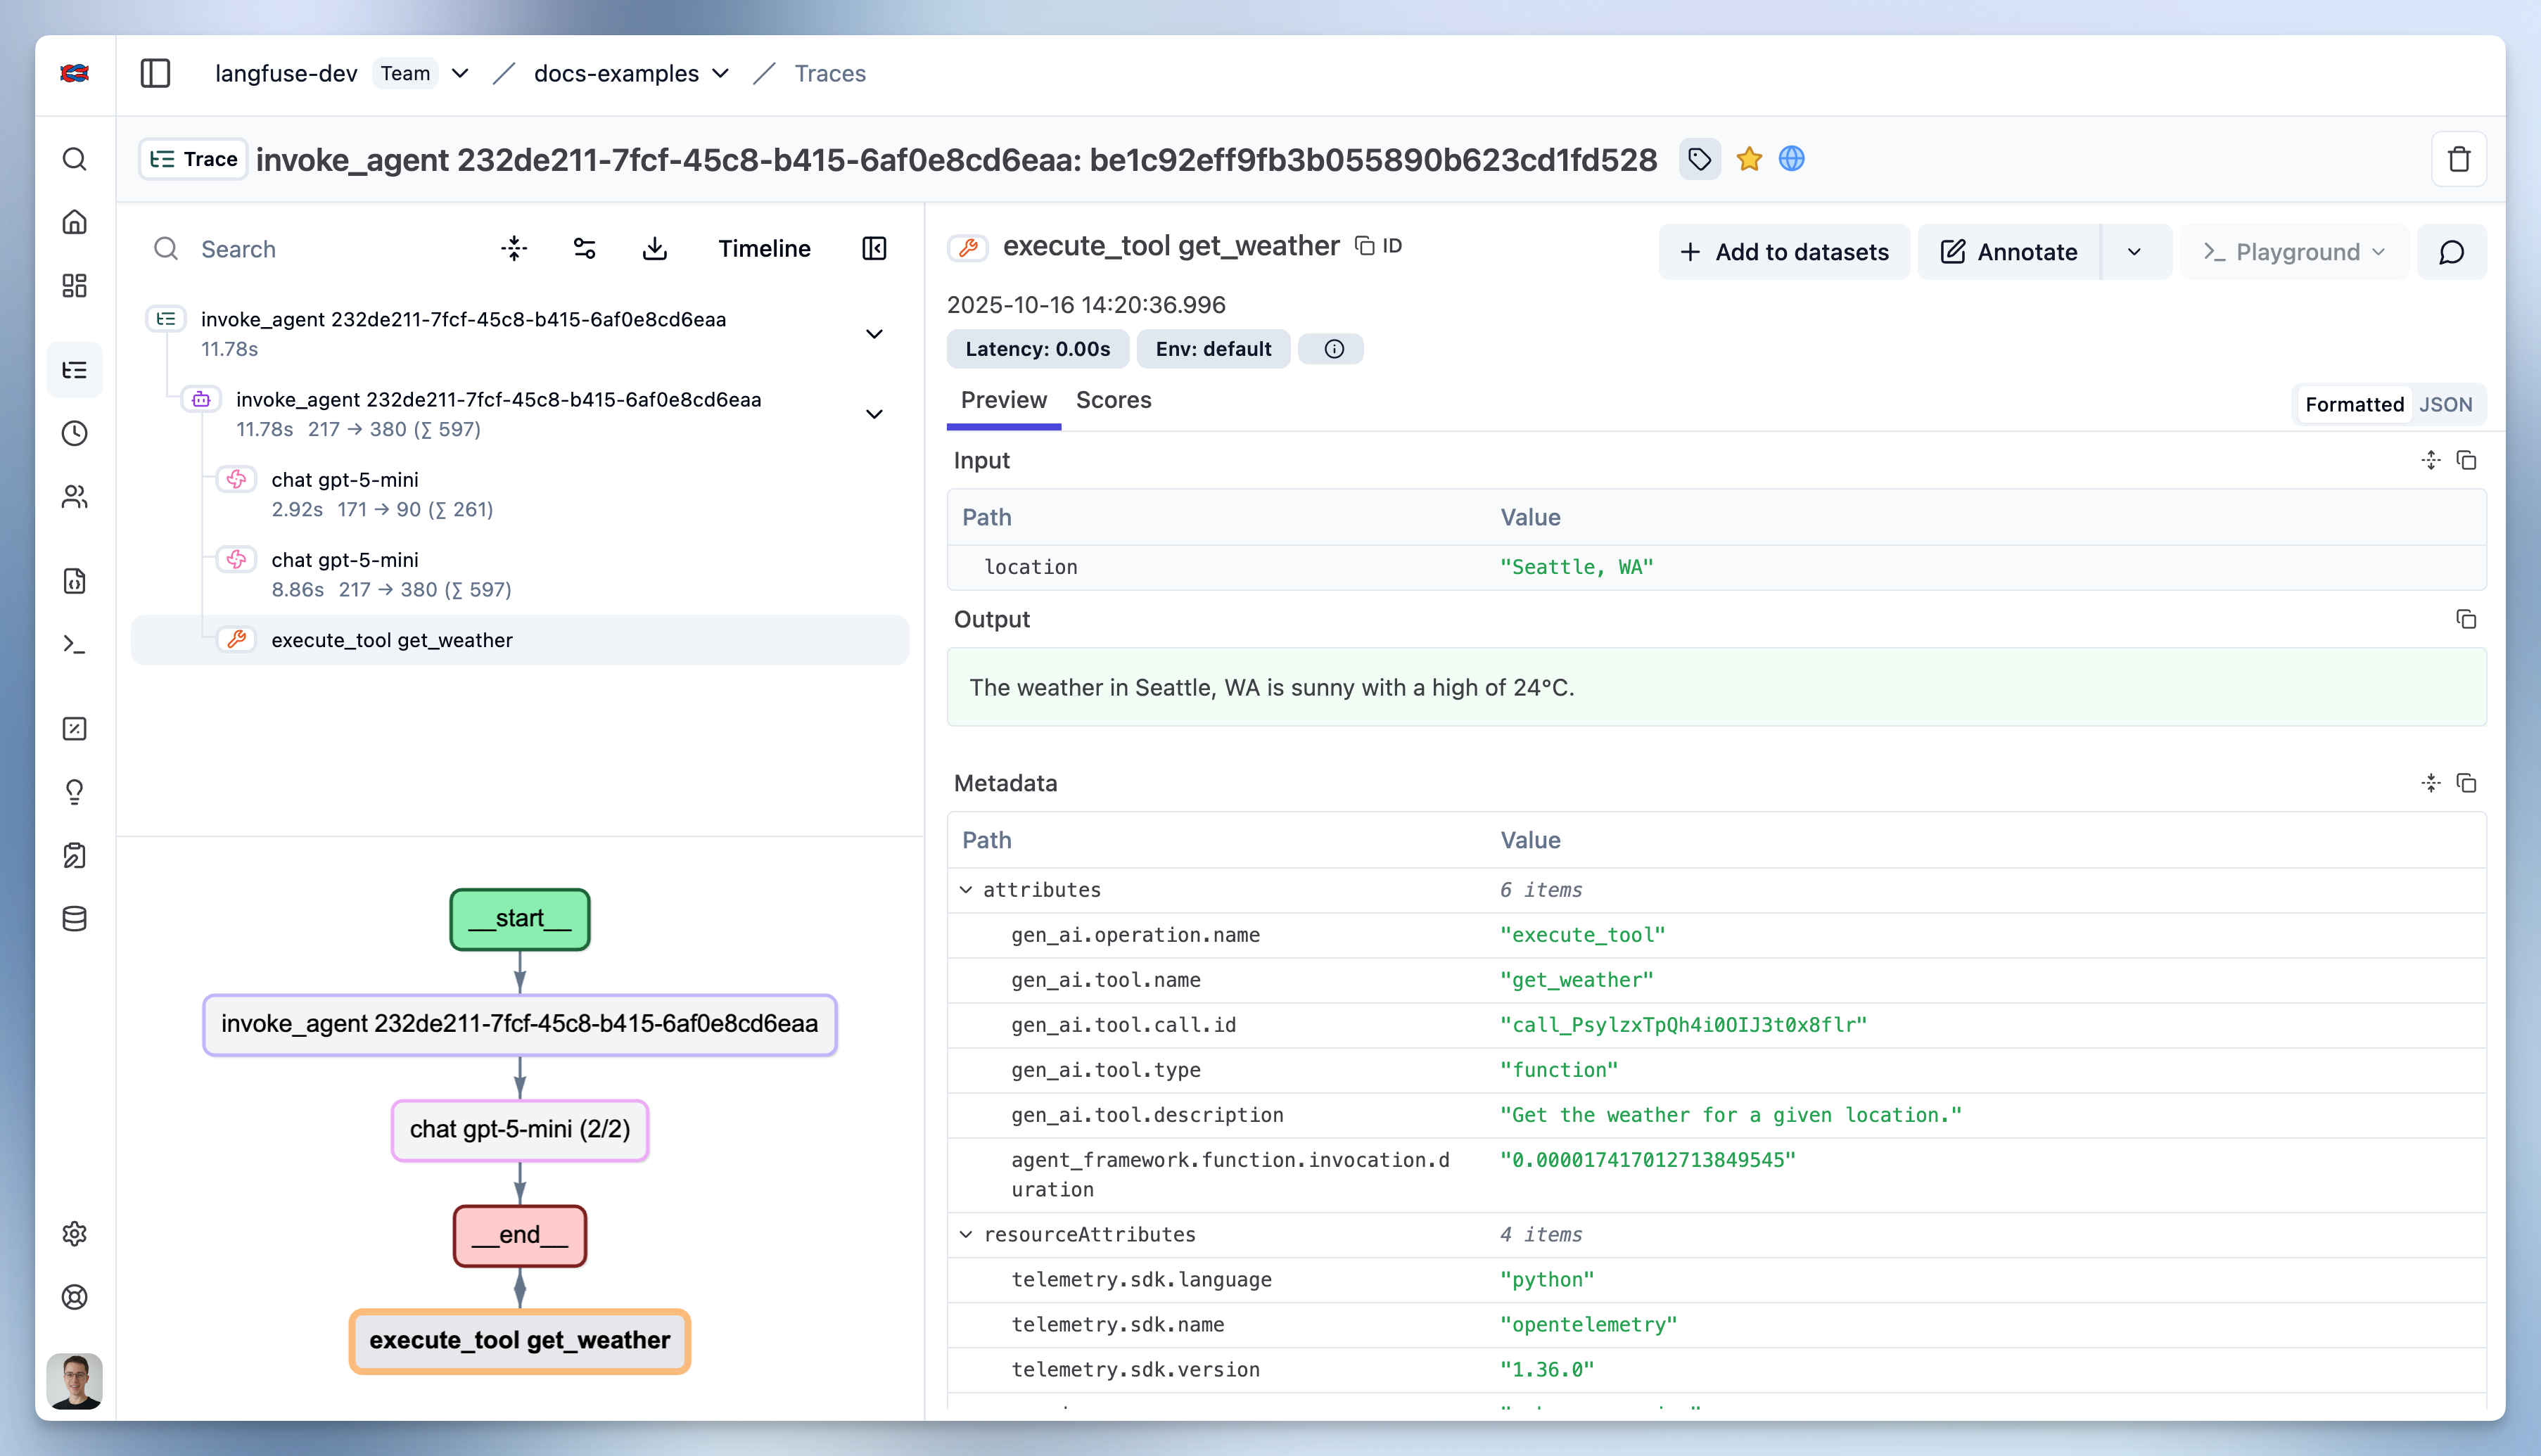 langfuse-dev Team docs-examples Traces
Trace invoke_agent 232de211-7fcf-45c8-b415-6af0e8cd6eaa: be1c92eff9fb3b055890b623cd1fd528
Search Timeline
invoke_agent 232de211-7fcf-45c8-b415-6af0e8cd6eaa
11.78s
invoke_agent 232de211-7fcf-45c8-b415-6af0e8cd6eaa
11.78s 217 → 380 (∑ 597)
chat gpt-5-mini
2.92s 171 → 90 (∑ 261)
chat gpt-5-mini
8.86s 217 → 380 (∑ 597)
execute_tool get_weather
__start__
invoke_agent 232de211-7fcf-45c8-b415-6af0e8cd6eaa
chat gpt-5-mini (2/2)
__end__
execute_tool get_weather
execute_tool get_weather ID
Add to datasets Annotate Playground
2025-10-16 14:20:36.996
Latency: 0.00s Env: default
Preview Scores
Formatted JSON
Input
Path Value
location "Seattle, WA"
Output
The weather in Seattle, WA is sunny with a high of 24°C.
Metadata
Path Value
attributes 6 items
gen_ai.operation.name "execute_tool"
gen_ai.tool.name "get_weather"
gen_ai.tool.call.id "call_PsylzxTpQh4i0OIJ3t0x8flr"
gen_ai.tool.type "function"
gen_ai.tool.description "Get the weather for a given location."
agent_framework.function.invocation.d "0.000017417012713849545"
uration
resourceAttributes 4 items
telemetry.sdk.language "python"
telemetry.sdk.name "opentelemetry"
telemetry.sdk.version "1.36.0"